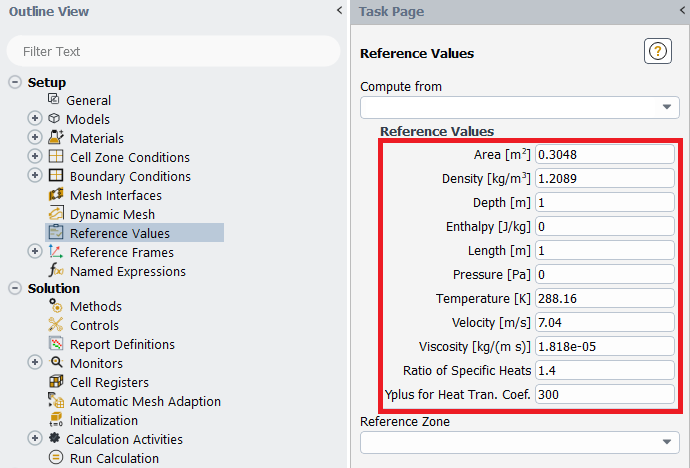 Outline View
<
Filter Text
Setup
General
Models
Materials
Cell Zone Conditions
Boundary Conditions
Mesh Interfaces
Dynamic Mesh
Reference Values
Reference Frames
Named Expressions
Solution
Methods
Controls
Report Definitions
Monitors
Cell Registers
Automatic Mesh Adaption
Initialization
Calculation Activities
Run Calculation
Task Page
<
Reference Values
?
Compute from
Reference Values
Area [m²] 0.3048
Density [kg/m³] 1.2089
Depth [m] 1
Enthalpy [J/kg] 0
Length [m] 1
Pressure [Pa] 0
Temperature [K] 288.16
Velocity [m/s] 7.04
Viscosity [kg/(m s)] 1.818e-05
Ratio of Specific Heats 1.4
Yplus for Heat Tran. Coef. 300
Reference Zone